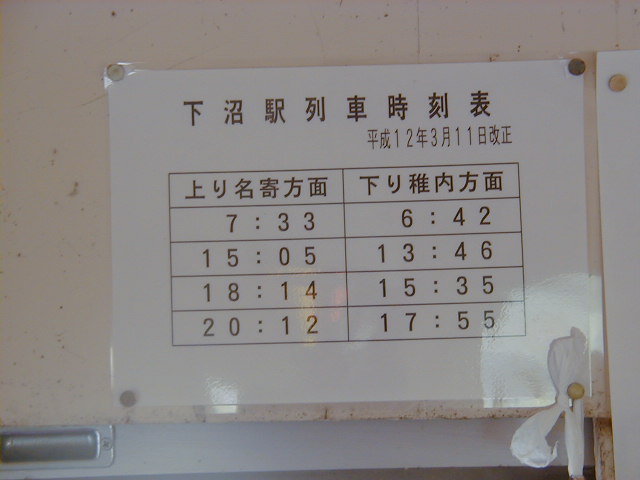 下沼駅列車時刻表
平成12年3月11日改正
上り名寄方面 下り稚内方面
7:33 6:42
15:05 13:46
18:14 15:35
20:12 17:55